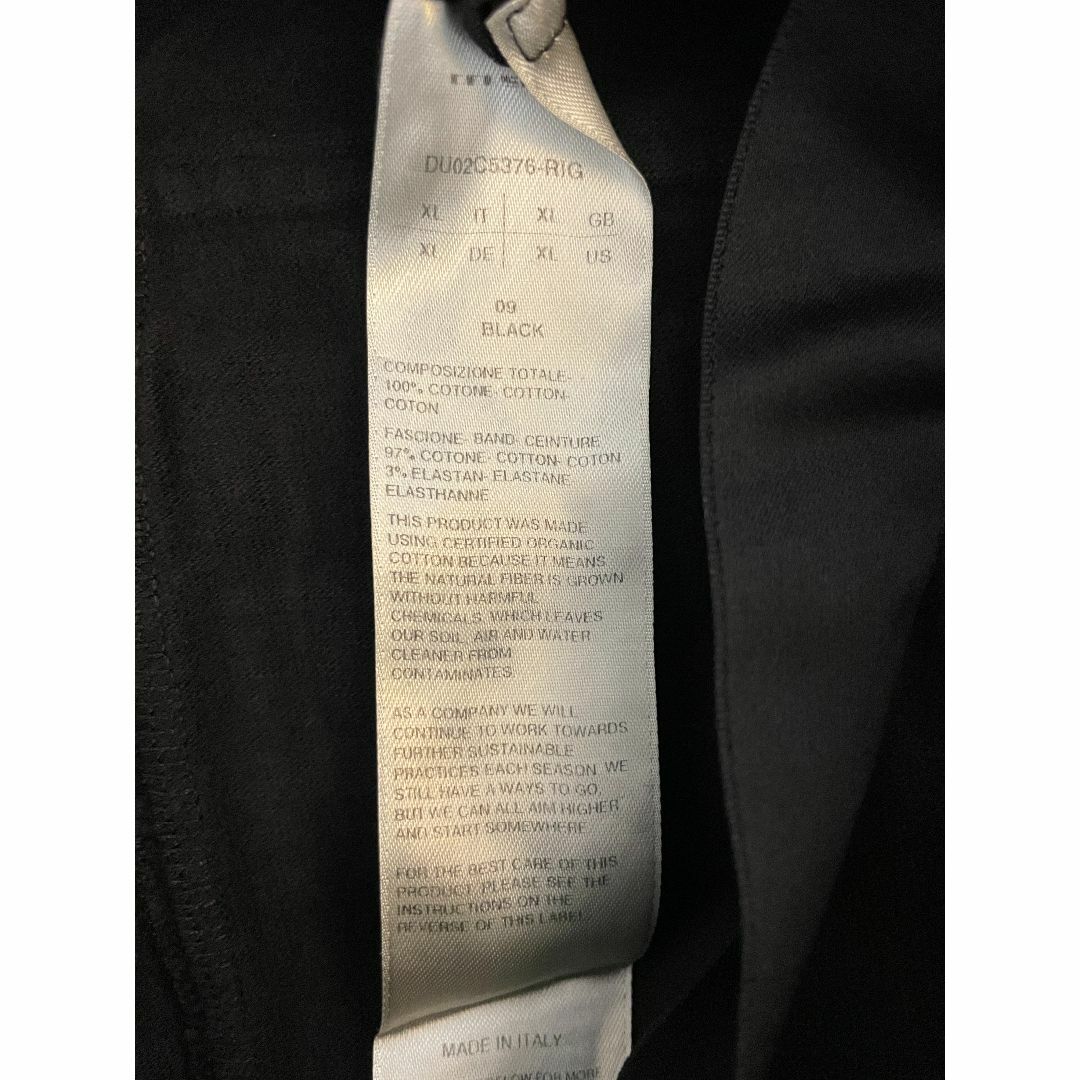 DU02C5376-RIG
XL IT XL GB
XL DE XL US
09
BLACK
COMPOSIZIONE TOTALE-
100% COTONE- COTTON-
COTON
FASCIONE- BAND- CEINTURE
97% COTONE- COTTON- COTON
3% ELASTAN- ELASTANE
ELASTHANNE
THIS PRODUCT WAS MADE
USING CERTIFIED ORGANIC
COTTON BECAUSE IT MEANS
THE NATURAL FIBER IS GROWN
WITHOUT HARMFUL
CHEMICALS, WHICH LEAVES
OUR SOIL, AIR AND WATER
CLEANER FROM
CONTAMINATES
AS A COMPANY WE WILL
CONTINUE TO WORK TOWARDS
FURTHER SUSTAINABLE
PRACTICES EACH SEASON. WE
STILL HAVE A WAYS TO GO,
BUT WE CAN ALL AIM HIGHER
AND START SOMEWHERE
FOR THE BEST CARE OF THIS
PRODUCT, PLEASE SEE THE
INSTRUCTIONS ON THE
REVERSE OF THIS LABEL
MADE IN ITALY
FOR MORE